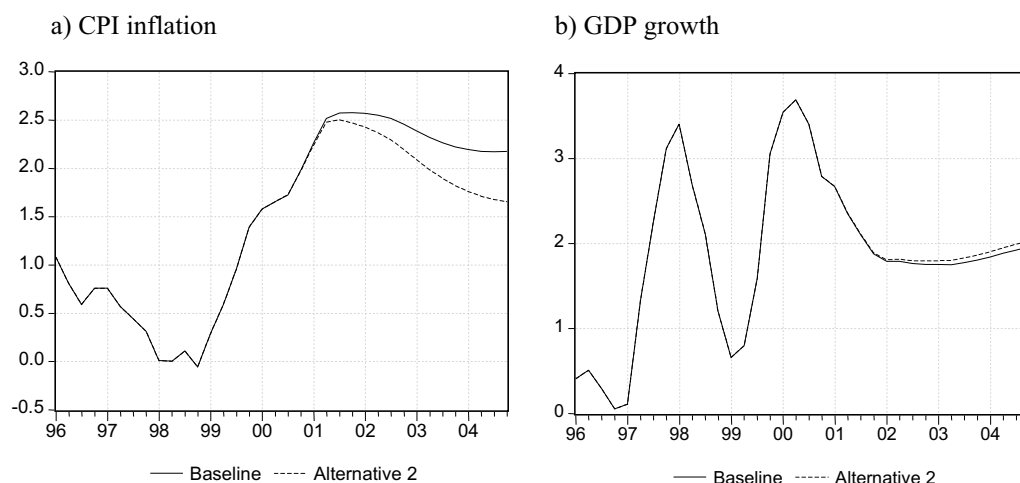 a) CPI inflation
3.0
2.5
2.0
1.5
1.0
0.5
0.0
-0.5
96 97 98 99 00 01 02 03 04
Baseline Alternative 2
b) GDP growth
4
3
2
1
0
96 97 98 99 00 01 02 03 04
Baseline Alternative 2